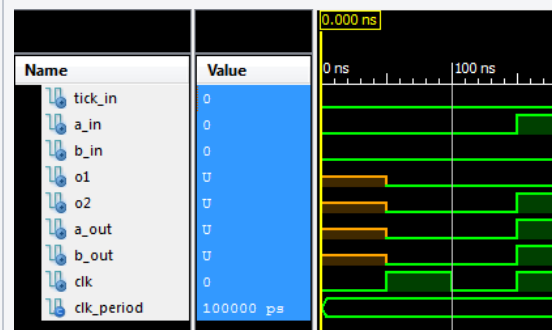 0.000 ns
Name Value 0 ns 100 ns
tick_in 0
a_in 0
b_in 0
o1 U
o2 U
a_out U
b_out U
clk 0
clk_period 100000 ps